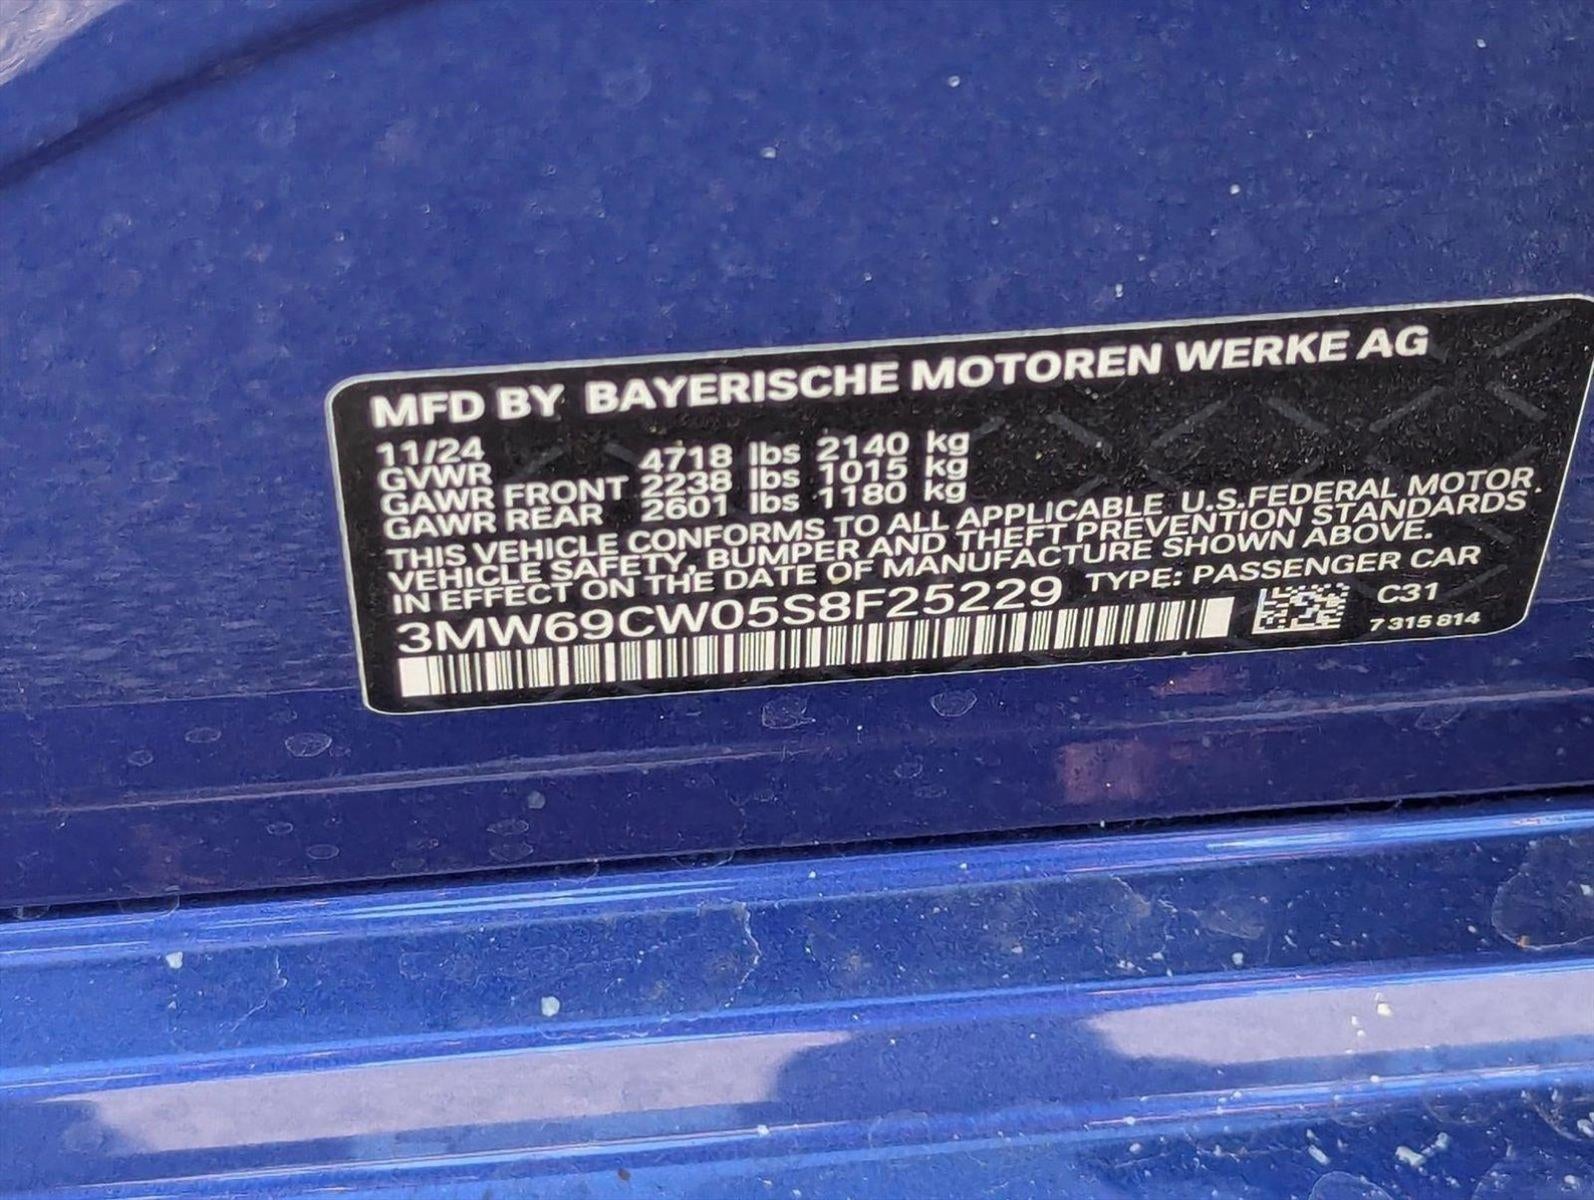 MFD BY BAYERISCHE MOTOREN WERKE AG
11/24
GVWR 4718 lbs 2140 kg
GAWR FRONT 2238 lbs 1015 kg
GAWR REAR 2601 lbs 1180 kg
THIS VEHICLE CONFORMS TO ALL APPLICABLE U.S.FEDERAL MOTOR
VEHICLE SAFETY, BUMPER AND THEFT PREVENTION STANDARDS
IN EFFECT ON THE DATE OF MANUFACTURE SHOWN ABOVE.
3MW69CW05S8F25229 TYPE: PASSENGER CAR
C31
7 315 814